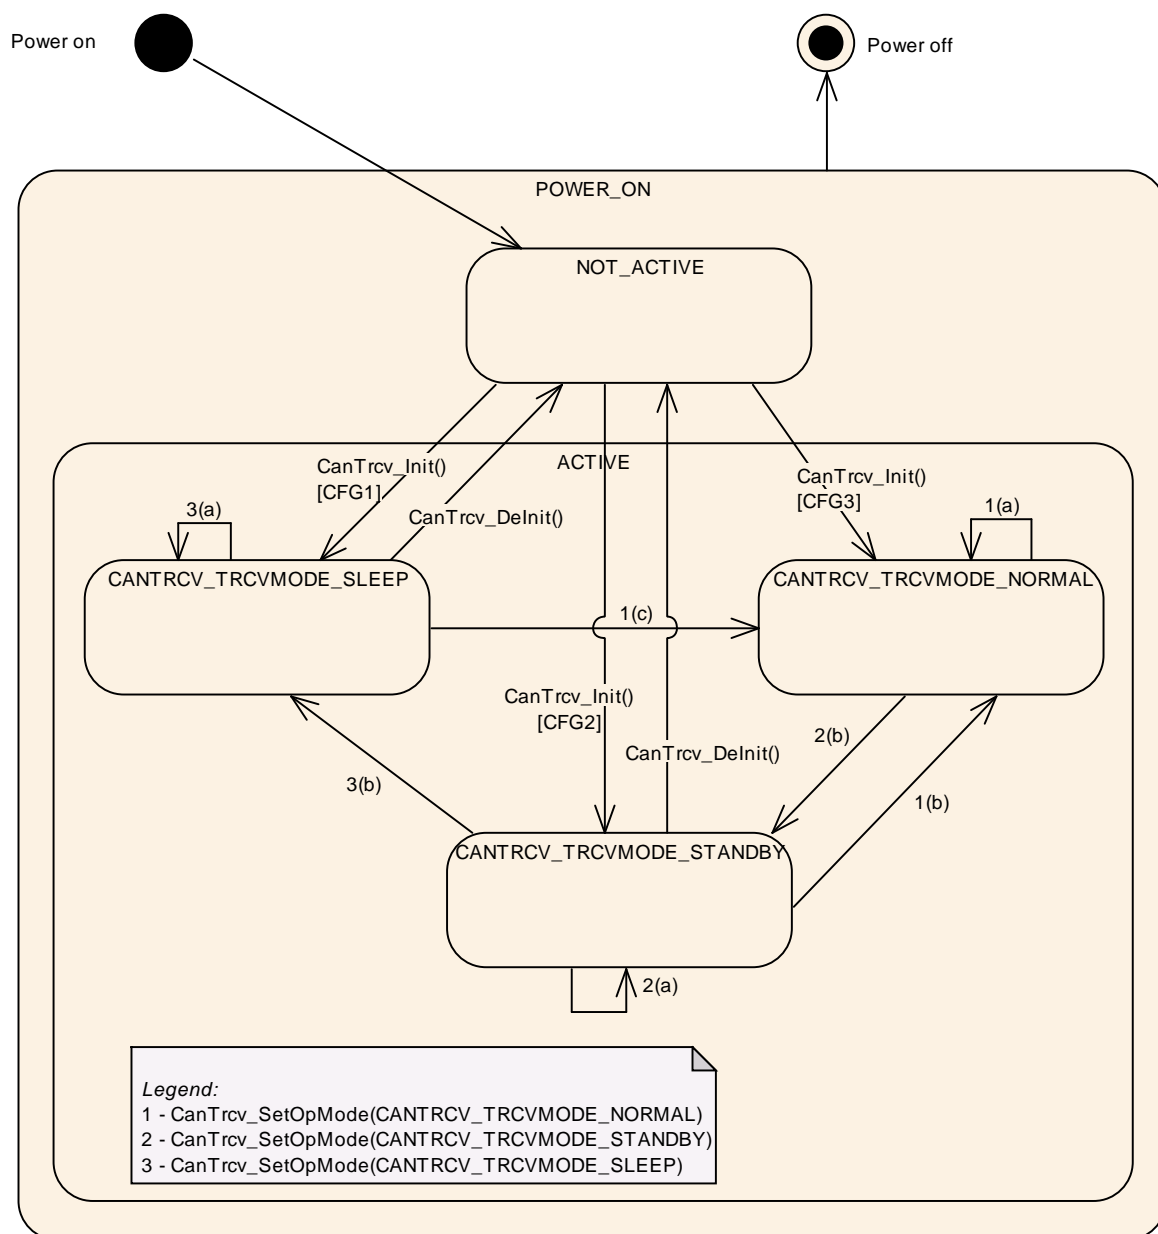 Power on
Power off
POWER_ON
NOT_ACTIVE
ACTIVE
CanTrcv_Init()
[CFG1]
CanTrcv_Init()
[CFG3]
3(a)
CanTrcv_DeInit()
1(a)
CANTRCV_TRCVMODE_SLEEP
CANTRCV_TRCVMODE_NORMAL
1(c)
CanTrcv_Init()
[CFG2]
2(b)
CanTrcv_DeInit()
3(b)
1(b)
CANTRCV_TRCVMODE_STANDBY
2(a)
Legend:
1 - CanTrcv_SetOpMode(CANTRCV_TRCVMODE_NORMAL)
2 - CanTrcv_SetOpMode(CANTRCV_TRCVMODE_STANDBY)
3 - CanTrcv_SetOpMode(CANTRCV_TRCVMODE_SLEEP)